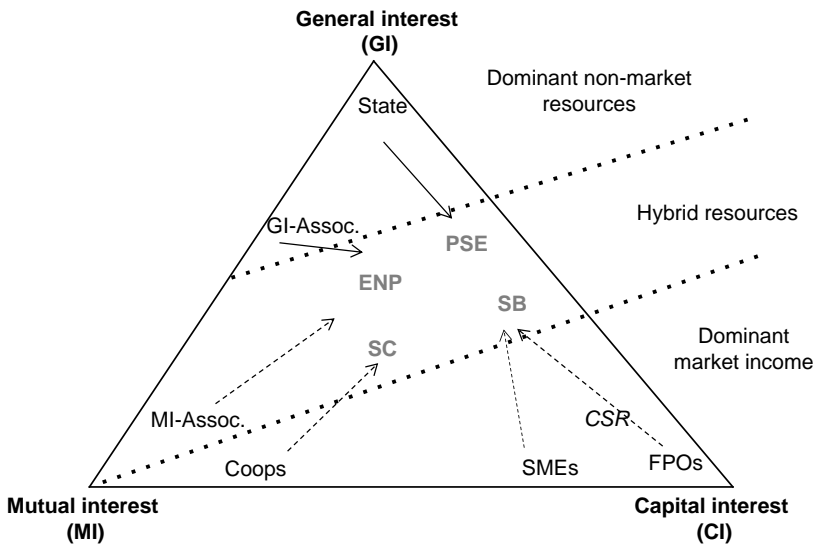 General interest
(GI)
Dominant non-market
resources
State
Hybrid resources
GI-Assoc.
PSE
ENP
SB
Dominant
market income
SC
MI-Assoc.
CSR
Coops
SMEs
FPOs
Mutual interest
(MI)
Capital interest
(CI)